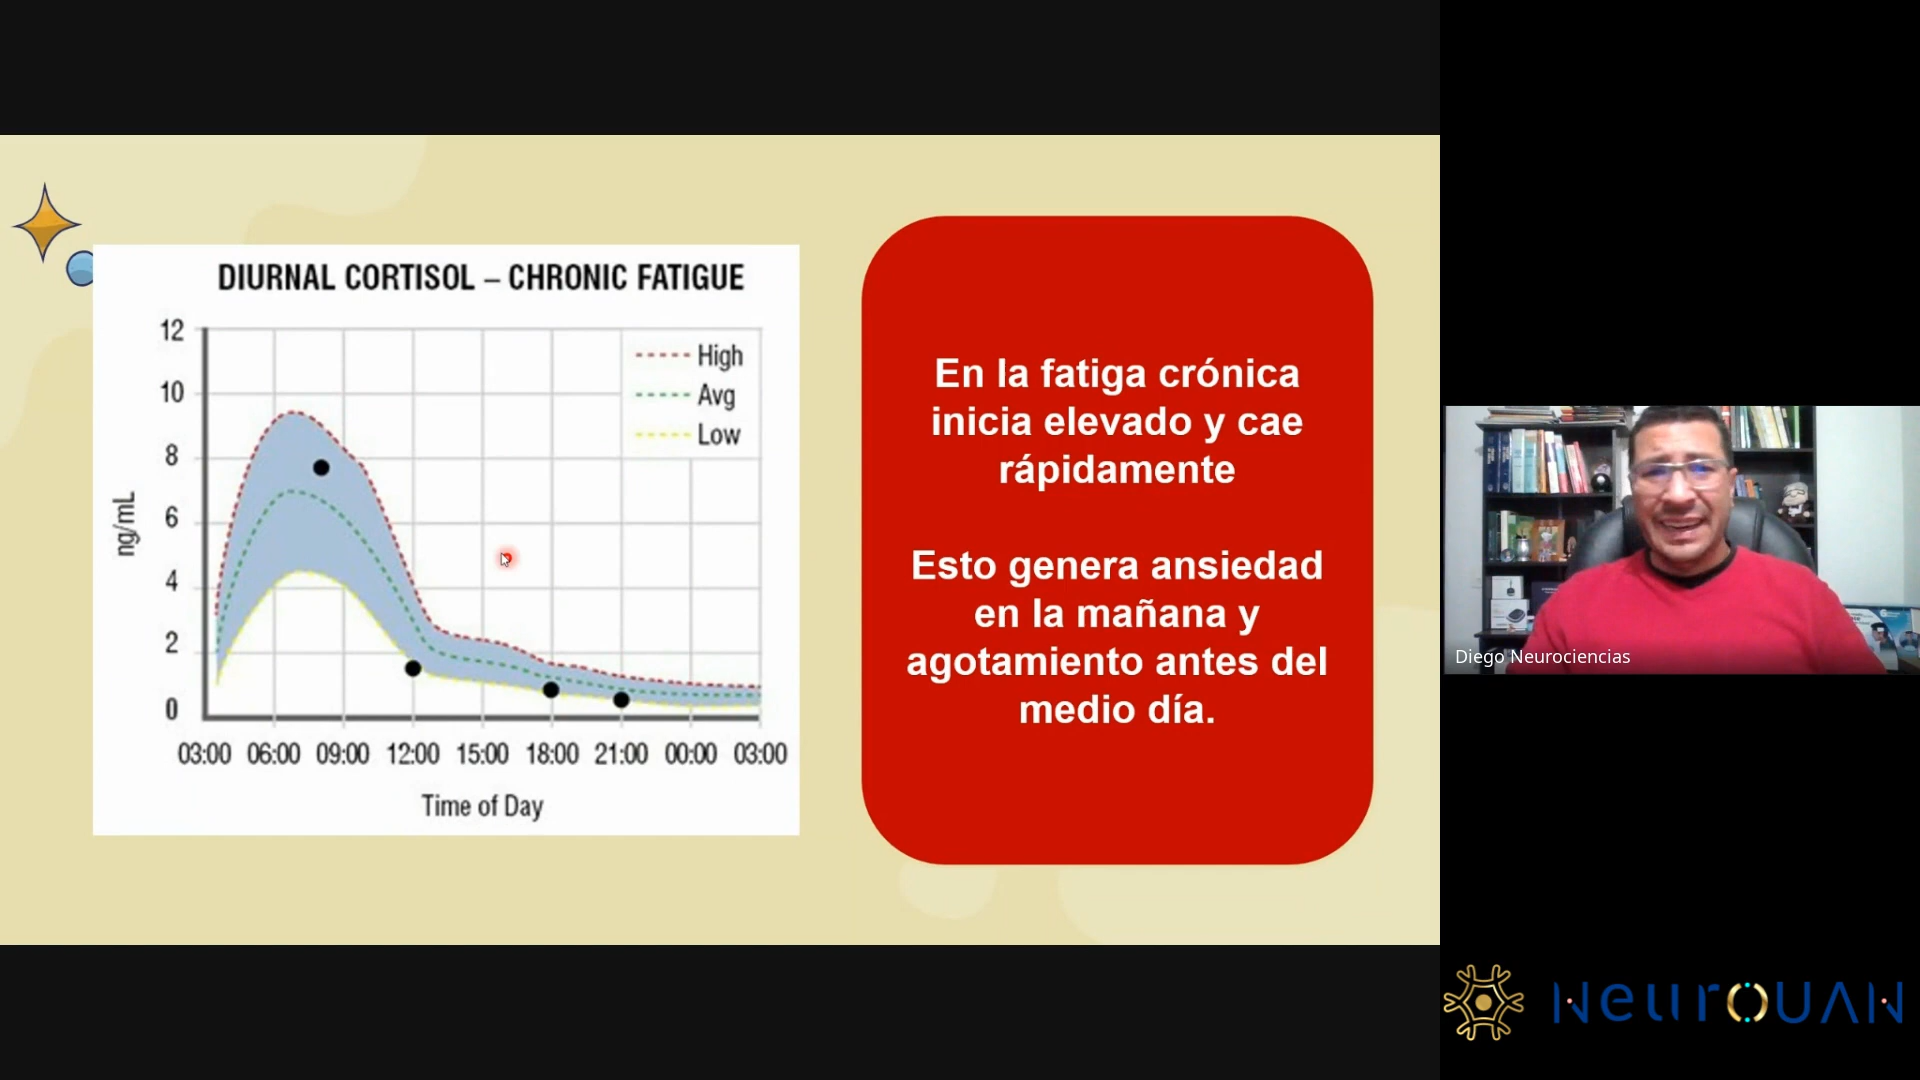 DIURNAL CORTISOL – CHRONIC FATIGUE
12
10
8
6
4
2
0
ng/mL
High
Avg
Low
03:00 06:00 09:00 12:00 15:00 18:00 21:00 00:00 03:00
Time of Day
En la fatiga crónica
inicia elevado y cae
rápidamente
Esto genera ansiedad
en la mañana y
agotamiento antes del
medio día.
Diego Neurociencias
NeurOUAN